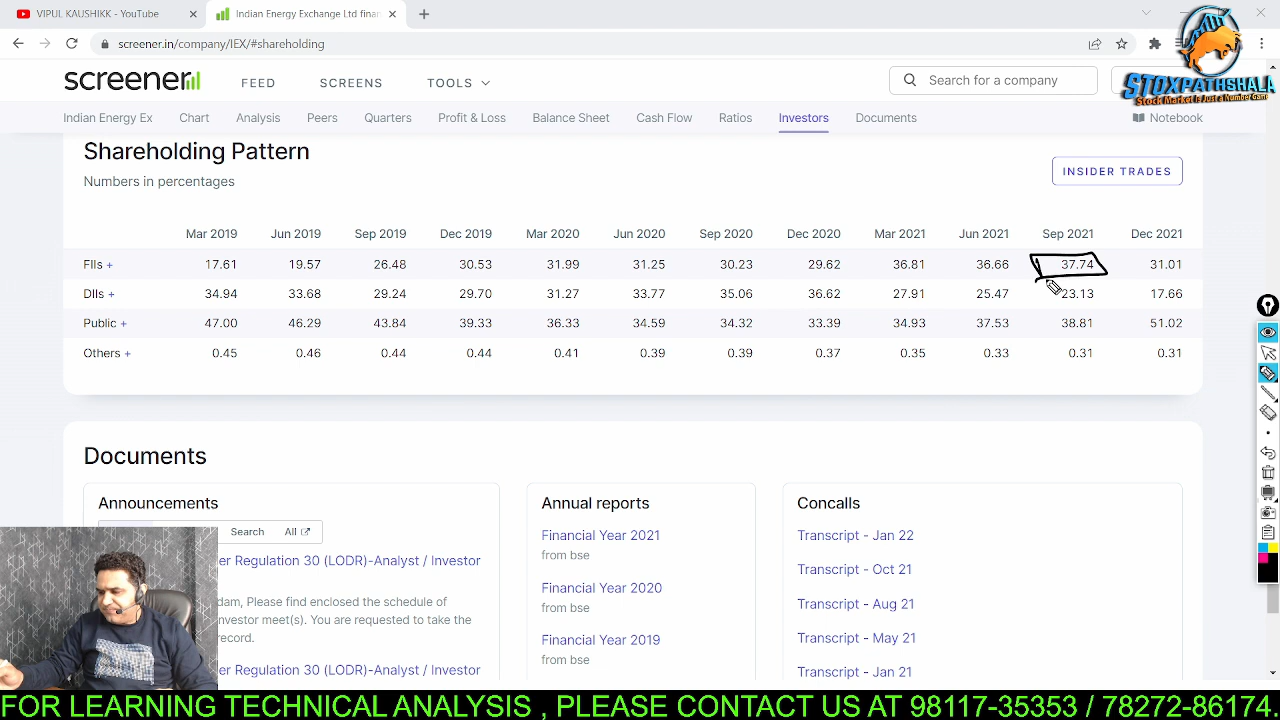 VIPUL KAUSHIKK - YouTube
Indian Energy Exchange Ltd finan
screener.in/company/IEX/#shareholding
STOXPATHSHALA
Stock Market is Just a Number Game
screener
FEED SCREENS TOOLS
Search for a company
Indian Energy Ex Chart Analysis Peers Quarters Profit & Loss Balance Sheet Cash Flow Ratios Investors Documents Notebook
Shareholding Pattern
Numbers in percentages
INSIDER TRADES
Mar 2019 Jun 2019 Sep 2019 Dec 2019 Mar 2020 Jun 2020 Sep 2020 Dec 2020 Mar 2021 Jun 2021 Sep 2021 Dec 2021
FIIs + 17.61 19.57 26.48 30.53 31.99 31.25 30.23 29.62 36.81 36.66 37.74 31.01
DIIs + 34.94 33.68 29.24 29.70 31.27 33.77 35.06 36.62 27.91 25.47 23.13 17.66
Public + 47.00 46.29 43.84 39.33 36.33 34.59 34.32 33.39 34.93 37.53 38.81 51.02
Others + 0.45 0.46 0.44 0.44 0.41 0.39 0.39 0.37 0.35 0.33 0.31 0.31
Documents
Announcements
Search All
er Regulation 30 (LODR)-Analyst / Investor
dam, Please find enclosed the schedule of
nvestor meet(s). You are requested to take the
record.
er Regulation 30 (LODR)-Analyst / Investor
Annual reports
Financial Year 2021
from bse
Financial Year 2020
from bse
Financial Year 2019
from bse
Concalls
Transcript - Jan 22
Transcript - Oct 21
Transcript - Aug 21
Transcript - May 21
Transcript - Jan 21
FOR LEARNING TECHNICAL ANALYSIS , PLEASE CONTACT US AT 98117-35353 / 78272-86174.